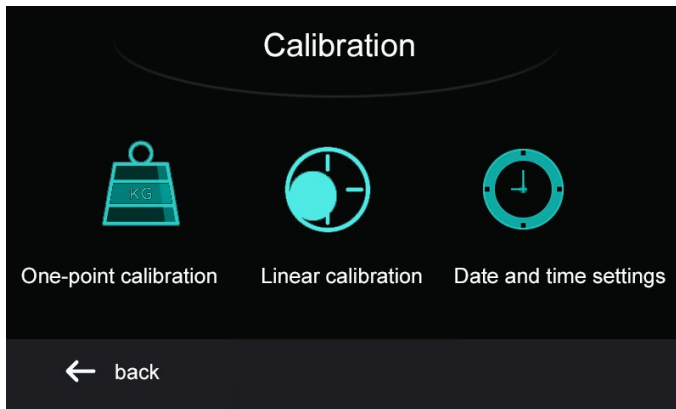 Calibration
KG
One-point calibration
Linear calibration
Date and time settings
back